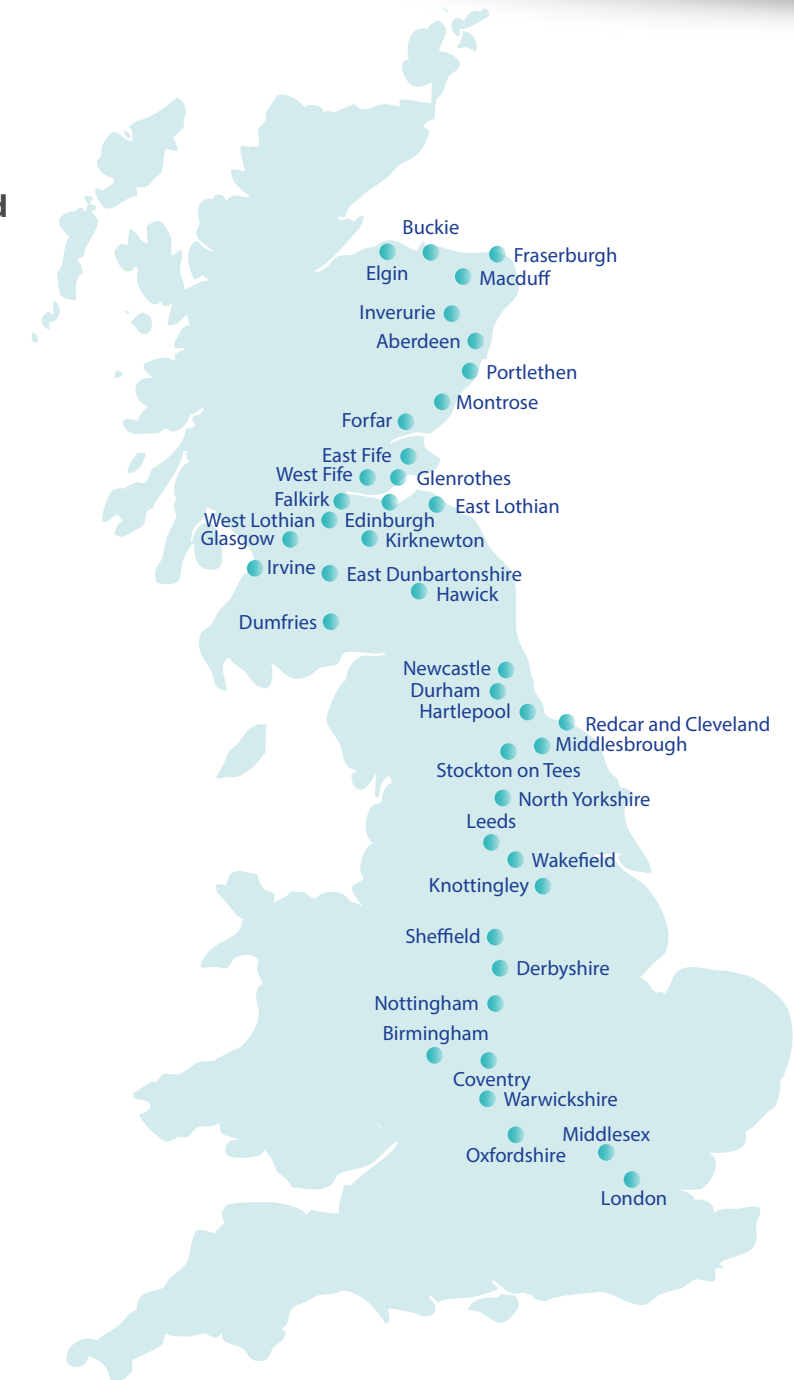 Buckie
Fraserburgh
Elgin
Macduff
Inverurie
Aberdeen
Portlethen
Montrose
Forfar
East Fife
West Fife
Glenrothes
Falkirk
East Lothian
West Lothian
Edinburgh
Glasgow
Kirknewton
Irvine
East Dunbartonshire
Hawick
Dumfries
Newcastle
Durham
Hartlepool
Redcar and Cleveland
Middlesbrough
Stockton on Tees
North Yorkshire
Leeds
Wakefield
Knottingley
Sheffield
Derbyshire
Nottingham
Birmingham
Coventry
Warwickshire
Middlesex
Oxfordshire
London